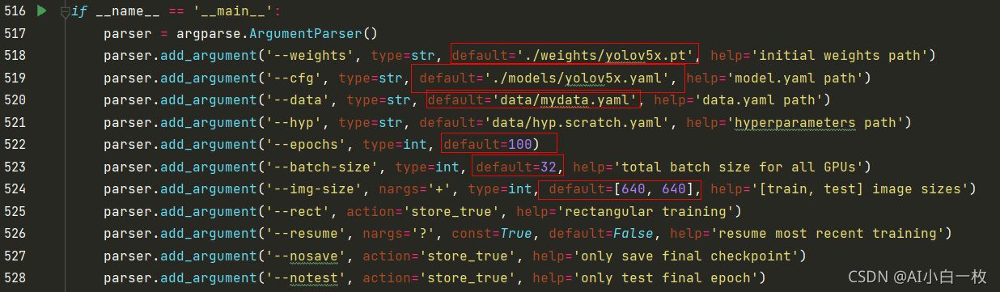 516 if __name__ == '__main__':
517 parser = argparse.ArgumentParser()
518 parser.add_argument('--weights', type=str, default='./weights/yolov5x.pt', help='initial weights path')
519 parser.add_argument('--cfg', type=str, default='./models/yolov5x.yaml', help='model.yaml path')
520 parser.add_argument('--data', type=str, default='data/mydata.yaml', help='data.yaml path')
521 parser.add_argument('--hyp', type=str, default='data/hyp.scratch.yaml', help='hyperparameters path')
522 parser.add_argument('--epochs', type=int, default=100)
523 parser.add_argument('--batch-size', type=int, default=32, help='total batch size for all GPUs')
524 parser.add_argument('--img-size', nargs='+', type=int, default=[640, 640], help='[train, test] image sizes')
525 parser.add_argument('--rect', action='store_true', help='rectangular training')
526 parser.add_argument('--resume', nargs='?', const=True, default=False, help='resume most recent training')
527 parser.add_argument('--nosave', action='store_true', help='only save final checkpoint')
528 parser.add_argument('--notest', action='store_true', help='only test final epoch')
CSDN @AI小白一枚